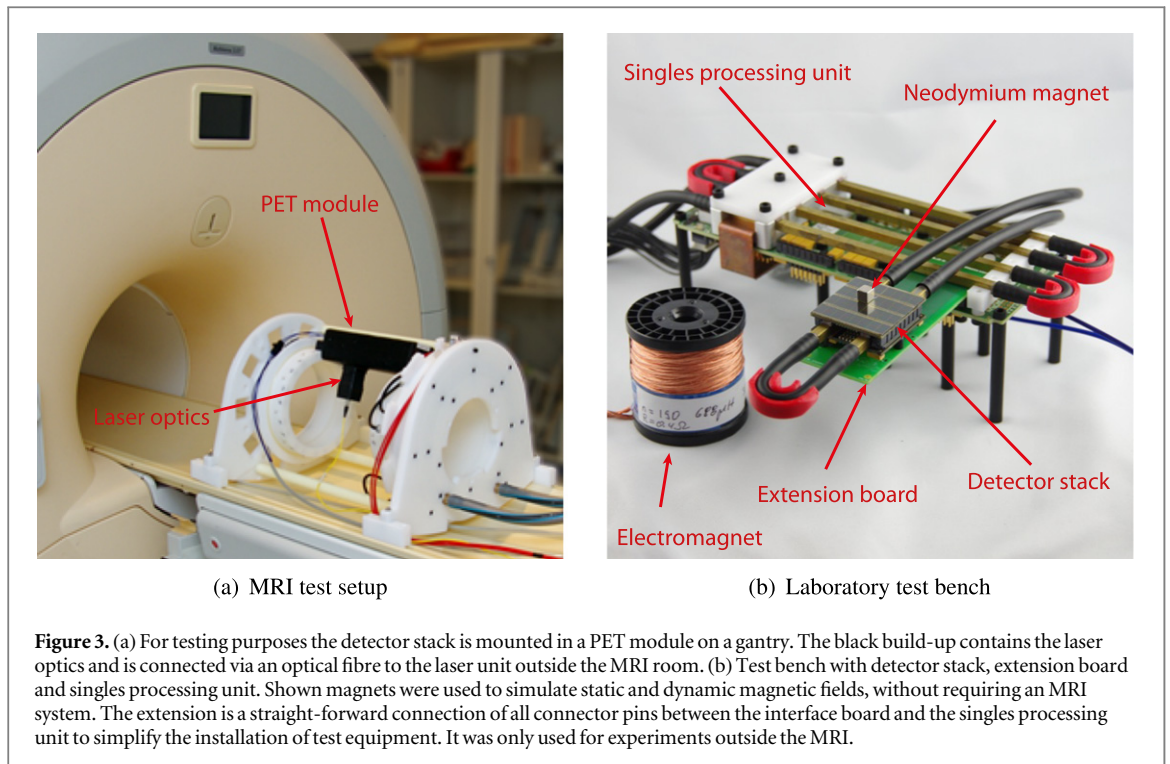 Singles processing unit
Neodymium magnet
PET module
Laser optics
Extension board
Detector stack
Electromagnet
(a) MRI test setup
(b) Laboratory test bench
Figure 3. (a) For testing purposes the detector stack is mounted in a PET module on a gantry. The black build-up contains the laser
optics and is connected via an optical fibre to the laser unit outside the MRI room. (b) Test bench with detector stack, extension board
and singles processing unit. Shown magnets were used to simulate static and dynamic magnetic fields, without requiring an MRI
system. The extension is a straight-forward connection of all connector pins between the interface board and the singles processing
unit to simplify the installation of test equipment. It was only used for experiments outside the MRI.